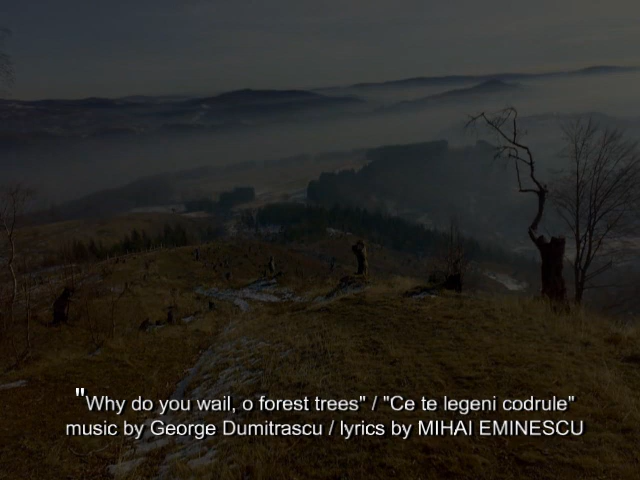 "Why do you wail, o forest trees" / "Ce te legeni codrule"
music by George Dumitrascu / lyrics by MIHAI EMINESCU